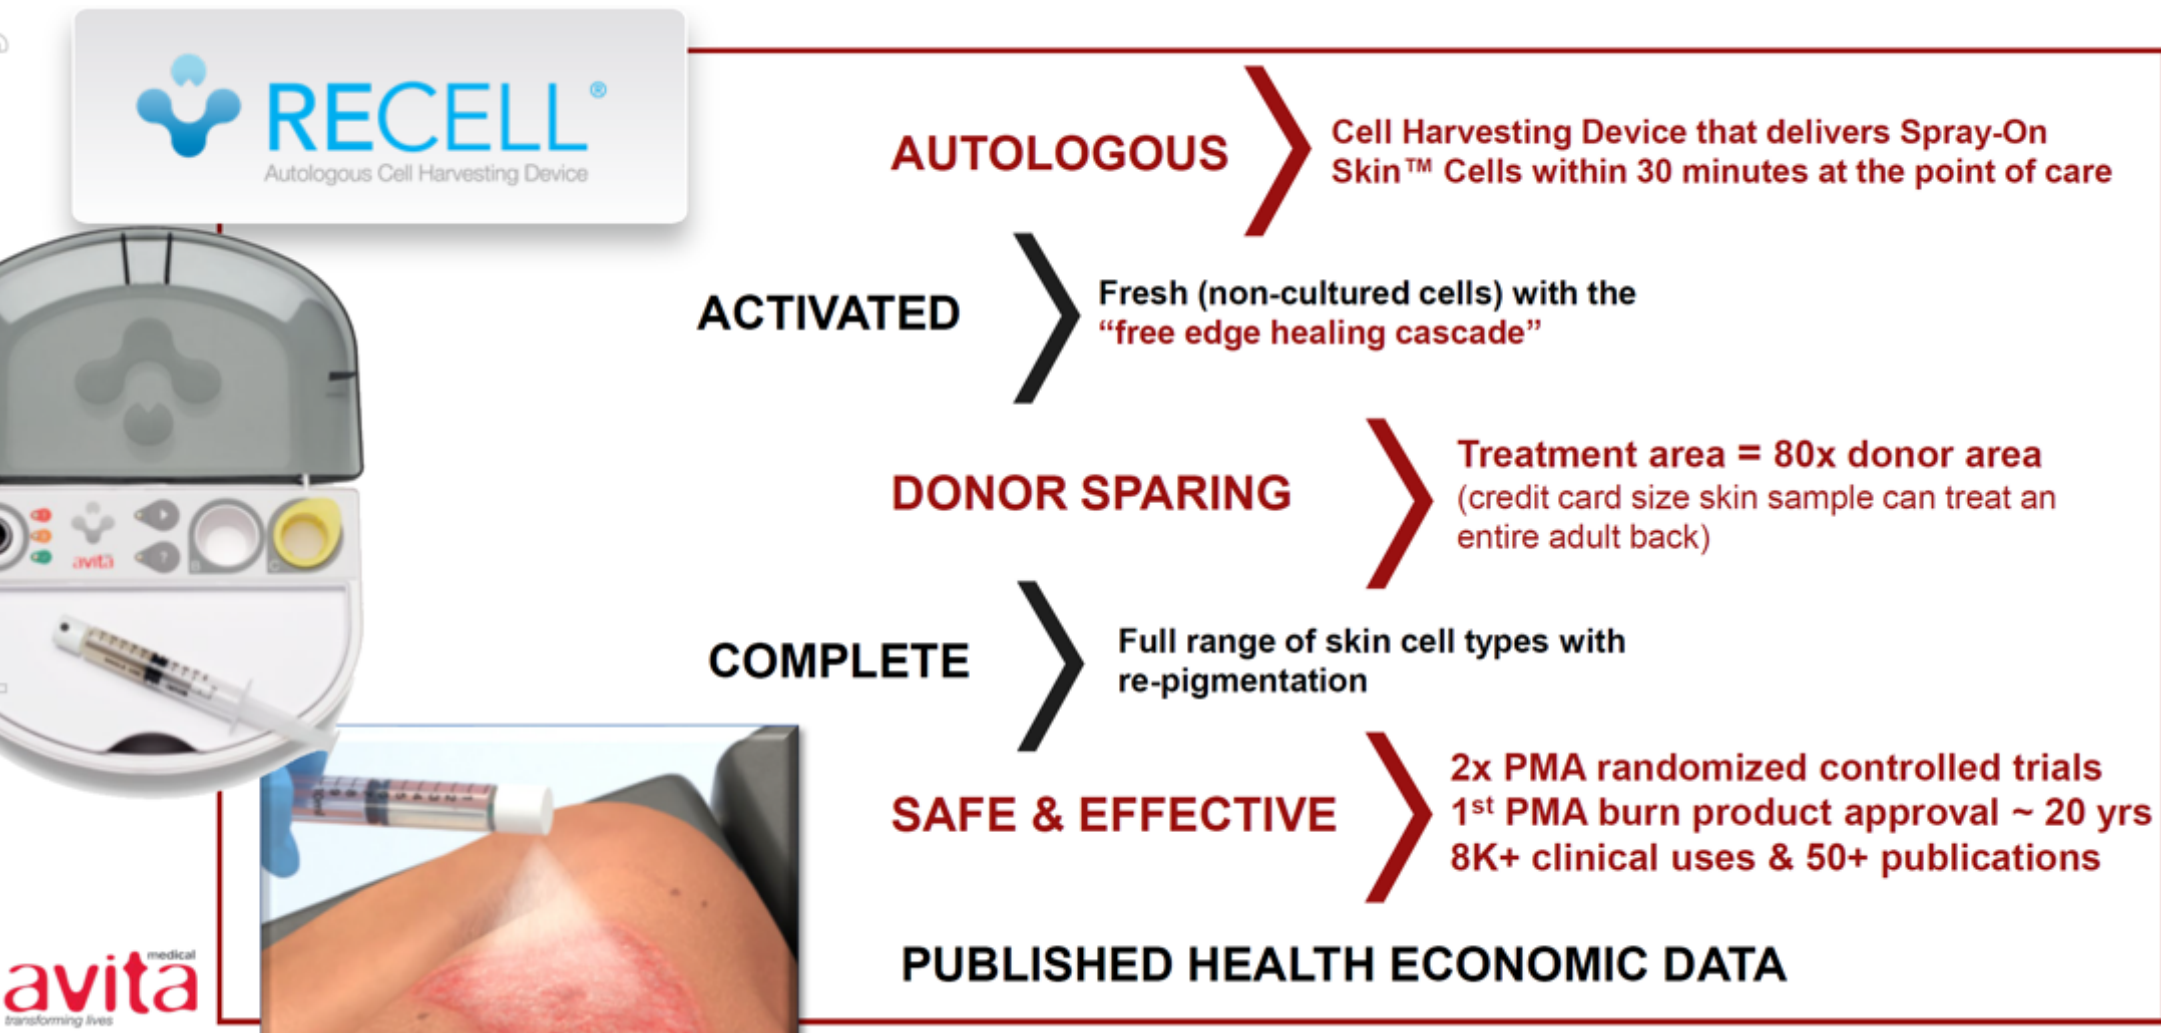 RECELL®
Autologous Cell Harvesting Device
AUTOLOGOUS
Cell Harvesting Device that delivers Spray-On
Skin™ Cells within 30 minutes at the point of care
ACTIVATED
Fresh (non-cultured cells) with the
“free edge healing cascade”
DONOR SPARING
Treatment area = 80x donor area
(credit card size skin sample can treat an
entire adult back)
avita
COMPLETE
Full range of skin cell types with
re-pigmentation
SAFE & EFFECTIVE
2x PMA randomized controlled trials
1st PMA burn product approval ~ 20 yrs
8K+ clinical uses & 50+ publications
PUBLISHED HEALTH ECONOMIC DATA
avita medical
transforming lives